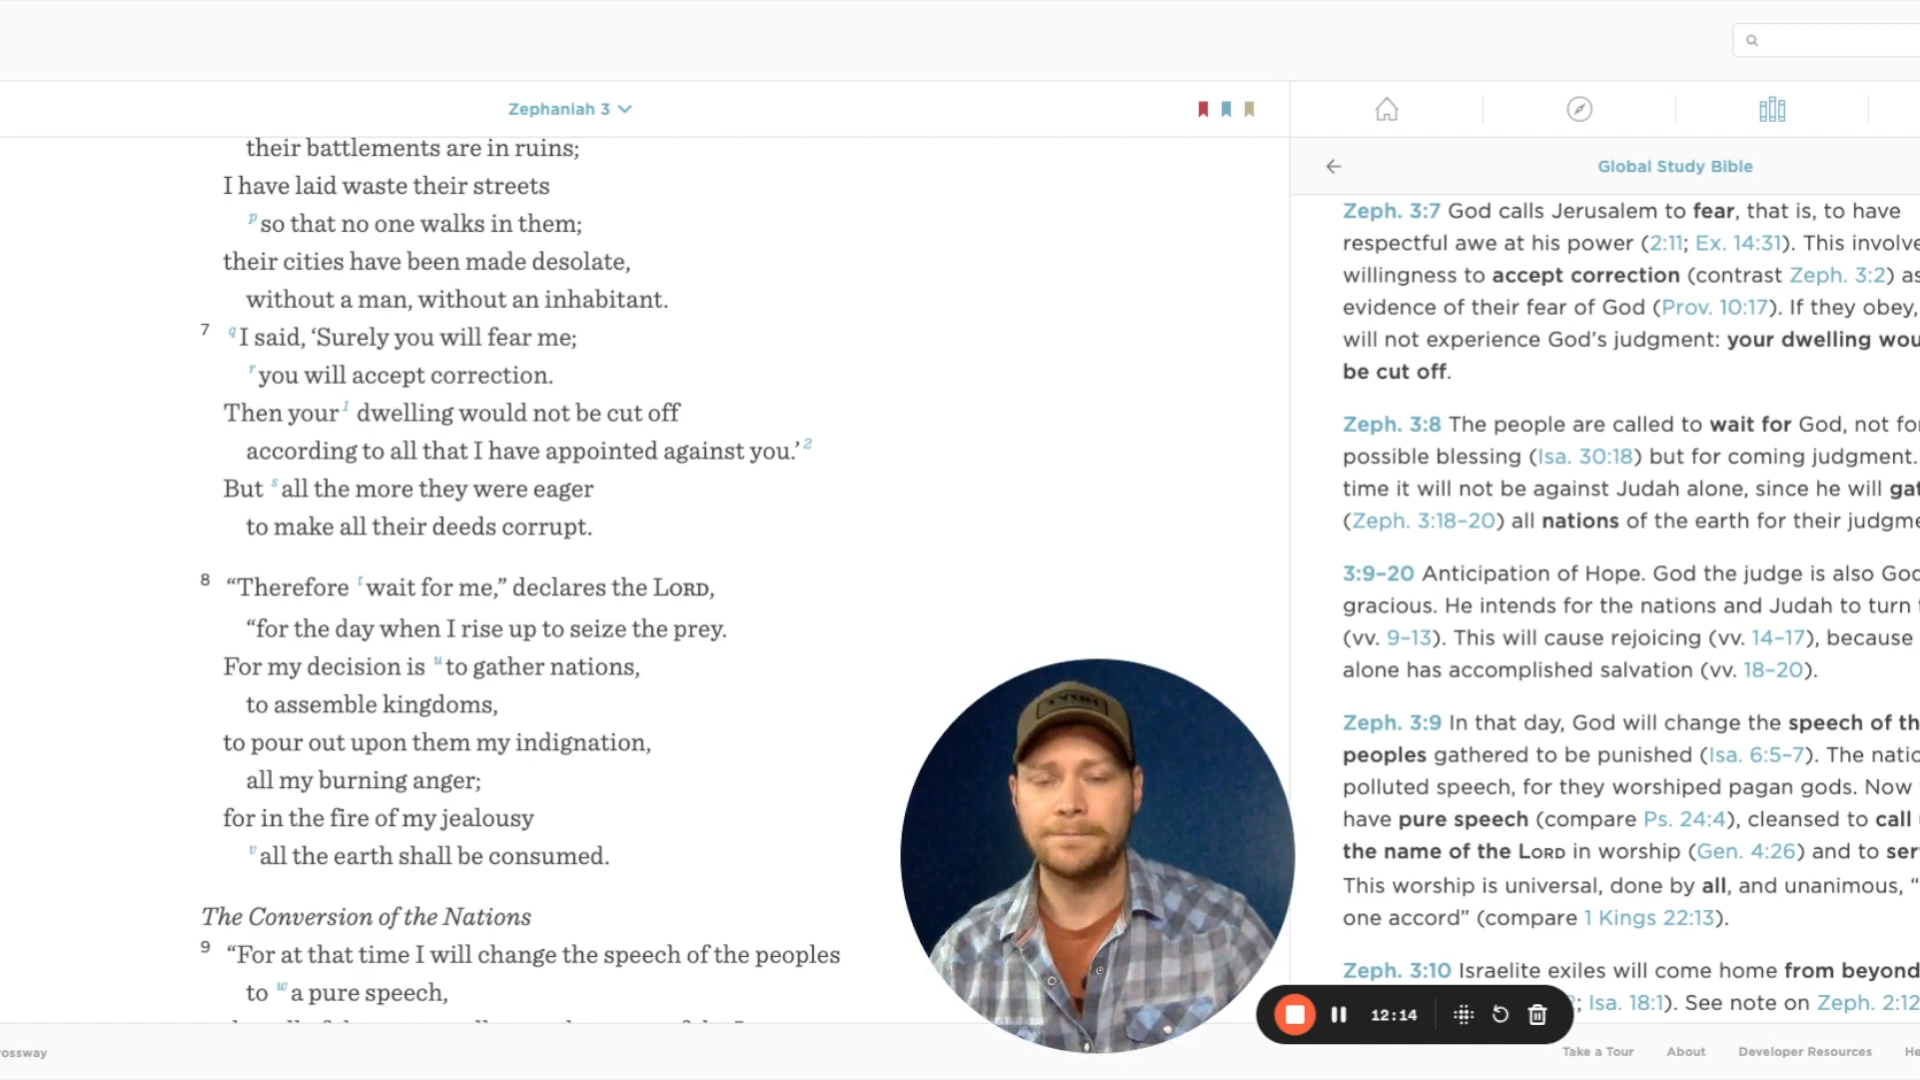 Zephaniah 3
their battlements are in ruins;
I have laid waste their streets
p so that no one walks in them;
their cities have been made desolate,
without a man, without an inhabitant.
7 q I said, ‘Surely you will fear me;
r you will accept correction.
Then your 1 dwelling would not be cut off
according to all that I have appointed against you.’ 2
But s all the more they were eager
to make all their deeds corrupt.
8 “Therefore t wait for me,” declares the LORD,
“for the day when I rise up to seize the prey.
For my decision is u to gather nations,
to assemble kingdoms,
to pour out upon them my indignation,
all my burning anger;
for in the fire of my jealousy
v all the earth shall be consumed.
The Conversion of the Nations
9 “For at that time I will change the speech of the peoples
to w a pure speech,
Global Study Bible
Zeph. 3:7 God calls Jerusalem to fear, that is, to have
respectful awe at his power (2:11; Ex. 14:31). This involve
willingness to accept correction (contrast Zeph. 3:2) as
evidence of their fear of God (Prov. 10:17). If they obey,
will not experience God’s judgment: your dwelling wou
be cut off.
Zeph. 3:8 The people are called to wait for God, not fo
possible blessing (Isa. 30:18) but for coming judgment.
time it will not be against Judah alone, since he will gat
(Zeph. 3:18–20) all nations of the earth for their judgme
3:9–20 Anticipation of Hope. God the judge is also God
gracious. He intends for the nations and Judah to turn
(vv. 9–13). This will cause rejoicing (vv. 14–17), because
alone has accomplished salvation (vv. 18–20).
Zeph. 3:9 In that day, God will change the speech of th
peoples gathered to be punished (Isa. 6:5–7). The natio
polluted speech, for they worshiped pagan gods. Now
have pure speech (compare Ps. 24:4), cleansed to call
the name of the LORD in worship (Gen. 4:26) and to ser
This worship is universal, done by all, and unanimous, “
one accord” (compare 1 Kings 22:13).
Zeph. 3:10 Israelite exiles will come home from beyond
; Isa. 18:1). See note on Zeph. 2:12
12:14
rossway
Take a Tour
About
Developer Resources
He